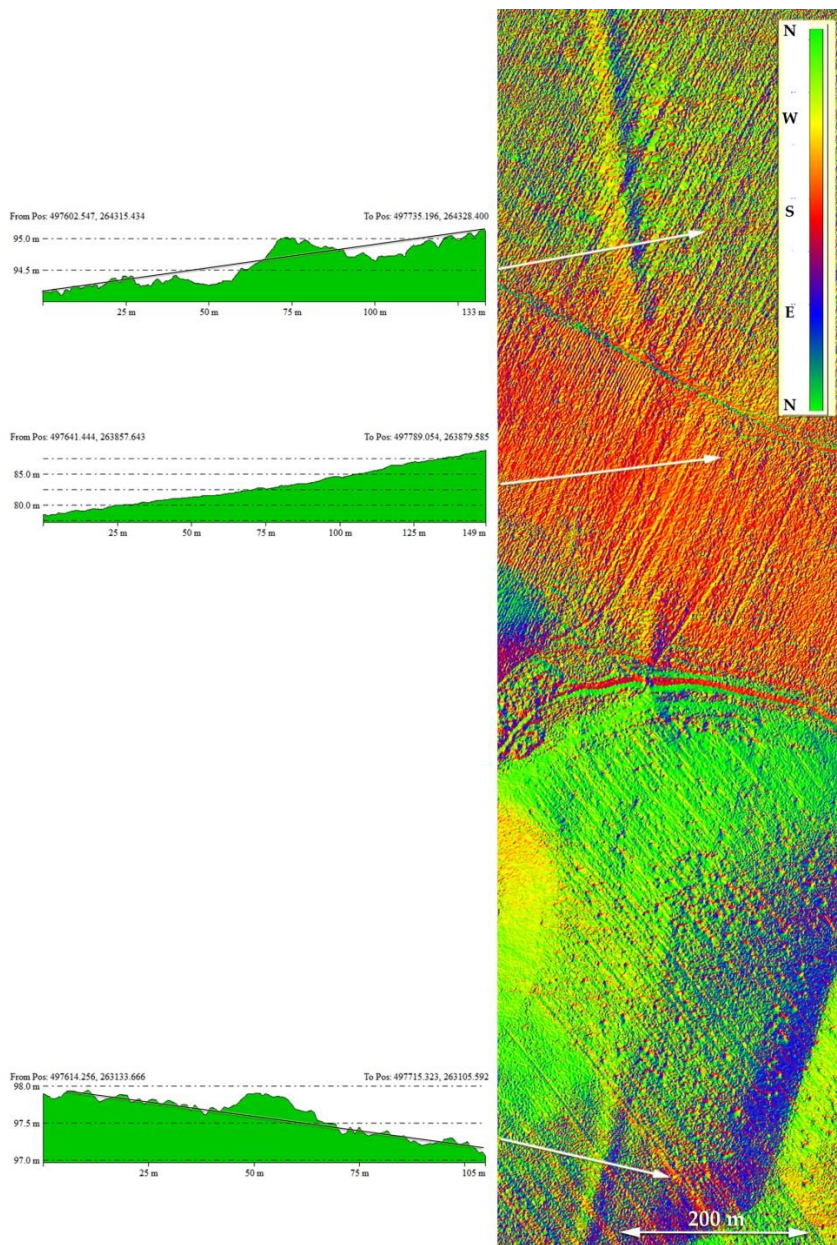 N
W
S
E
N
From Pos: 497602.547, 264315.434 To Pos: 497735.196, 264328.400
95.0 m
94.5 m
25 m 50 m 75 m 100 m 133 m
From Pos: 497641.444, 263857.643 To Pos: 497789.054, 263879.585
85.0 m
80.0 m
25 m 50 m 75 m 100 m 125 m 149 m
From Pos: 497614.256, 263133.666 To Pos: 497715.323, 263105.592
98.0 m
97.5 m
97.0 m
25 m 50 m 75 m 105 m
200 m